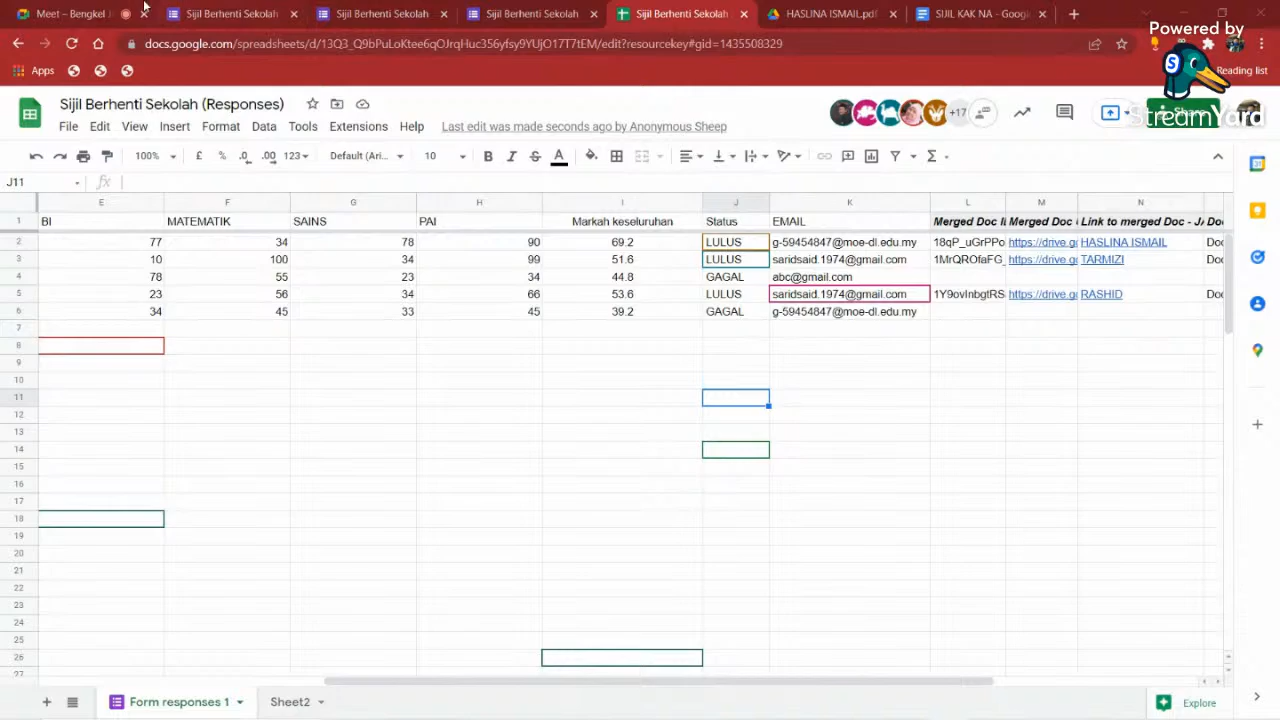 Meet – Bengkel J
Sijil Berhenti Sekolah
Sijil Berhenti Sekolah
Sijil Berhenti Sekolah
Sijil Berhenti Sekolah
HASLINA ISMAIL.pdf
SIJIL KAK NA - Google
docs.google.com/spreadsheets/d/13Q3_Q9bPuLoKtee6qOJrqHuc356yfsy9YUjO17T7tEM/edit?resourcekey#gid=1435508329
Powered by
StreamYard
Apps
Reading list
Sijil Berhenti Sekolah (Responses)
+17
Share
File Edit View Insert Format Data Tools Extensions Help Last edit was made seconds ago by Anonymous Sheep
100% £ % .0 .00 123 Default (Ari... 10 B I S A Σ
J11 fx
E F G H I J K L M N
1 BI MATEMATIK SAINS PAI Markah keseluruhan Status EMAIL Merged Doc Merged Doc Link to merged Doc - J
2 77 34 78 90 69.2 LULUS g-59454847@moe-dl.edu.my 18qP_uGrPPo https://drive.g HASLINA ISMAIL Doc
3 10 100 34 99 51.6 LULUS saridsaid.1974@gmail.com 1MrQROfaFG_ https://drive.g TARMIZI Doc
4 78 55 23 34 44.8 GAGAL abc@gmail.com
5 23 56 34 66 53.6 LULUS saridsaid.1974@gmail.com 1Y9ovInbgtRS https://drive.g RASHID Doc
6 34 45 33 45 39.2 GAGAL g-59454847@moe-dl.edu.my
7
8
9
10
11
12
13
14
15
16
17
18
19
20
21
22
23
24
25
26
27
Form responses 1 Sheet2 Explore